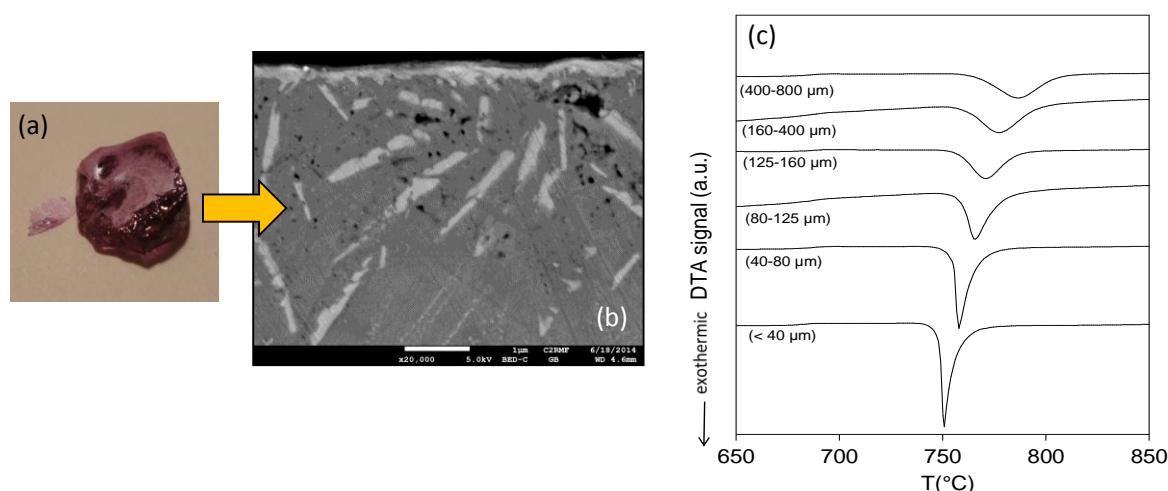 (a)
(b)
1µm C2RMF 6/18/2014
x20,000 5.0kV BED-C GB WD 4.6mm
(c)
(400-800 µm)
(160-400 µm)
(125-160 µm)
(80-125 µm)
(40-80 µm)
(< 40 µm)
← exothermic DTA signal (a.u.)
650 700 750 800 850
T(°C)